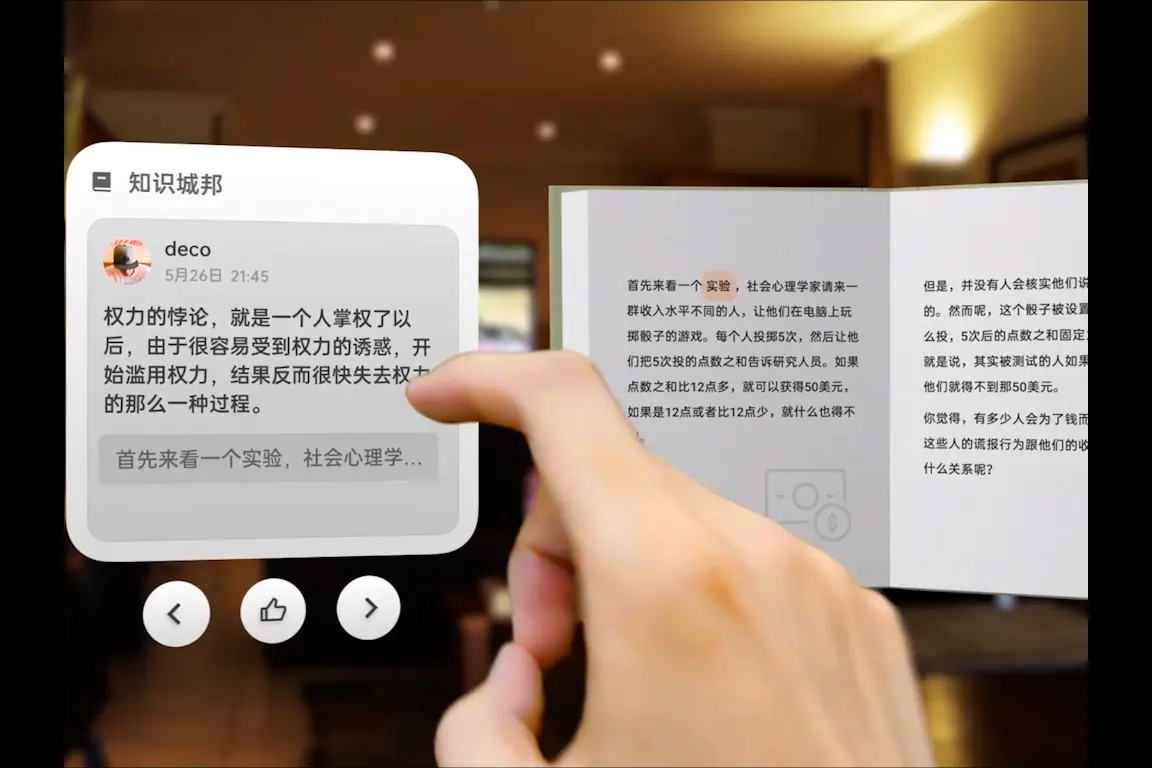 知识城邦
deco
5月26日 21:45
权力的悖论，就是一个人掌权了以
后，由于很容易受到权力的诱惑，开
始滥用权力，结果反而很快失去权力
的那么一种过程。
首先来看一个实验，社会心理学...
首先来看一个实验，社会心理学家请来一
群收入水平不同的人，让他们在电脑上玩
掷骰子的游戏。每个人投掷5次，然后让他
们把5次投的点数之和告诉研究人员。如果
点数之和比12点多，就可以获得50美元，
如果是12点或者比12点少，就什么也得不
但是，并没有人会核实他们说
的。然而呢，这个骰子被设置
么投，5次后的点数之和固定
就是说，其实被测试的人如果
他们就得不到那50美元。
你觉得，有多少人会为了钱而
这些人的谎报行为跟他们的收
什么关系呢？
$